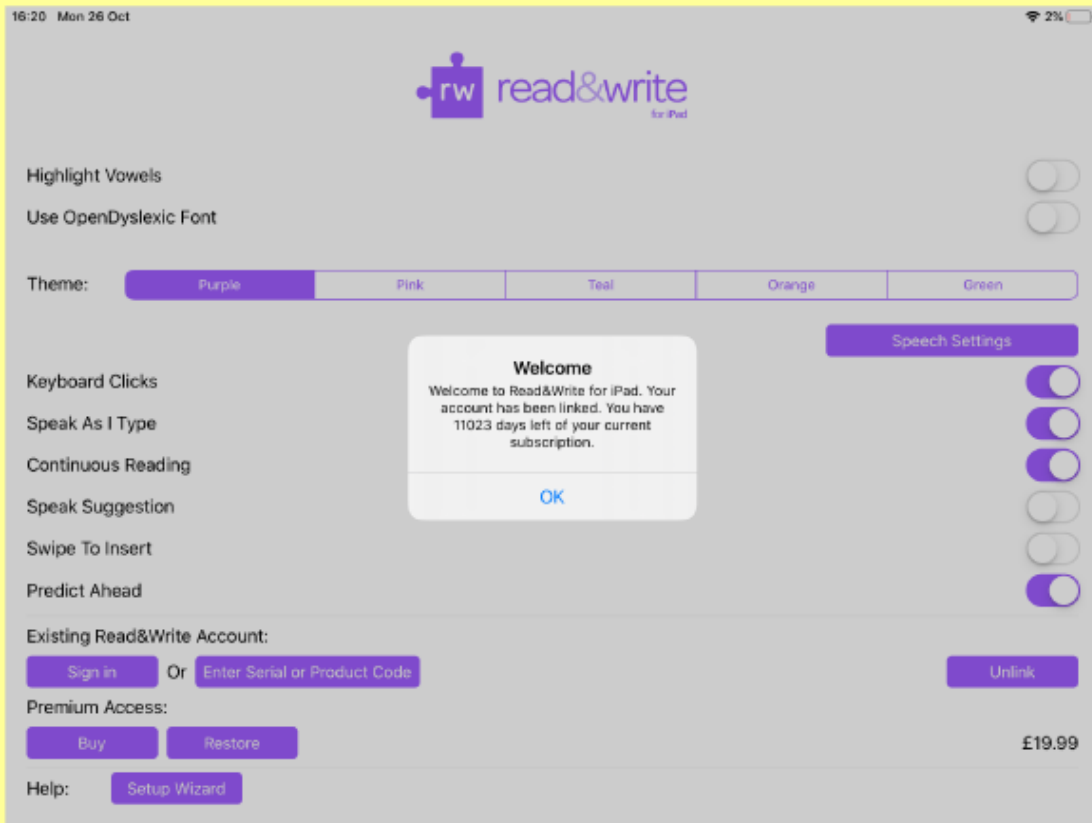 16:20 Mon 26 Oct 2%
rw read&write
for iPad
Highlight Vowels
Use OpenDyslexic Font
Theme: Purple Pink Teal Orange Green
Speech Settings
Welcome
Welcome to Read&Write for iPad. Your
account has been linked. You have
11023 days left of your current
subscription.
OK
Keyboard Clicks
Speak As I Type
Continuous Reading
Speak Suggestion
Swipe To Insert
Predict Ahead
Existing Read&Write Account:
Sign in Or Enter Serial or Product Code Unlink
Premium Access:
Buy Restore £19.99
Help: Setup Wizard